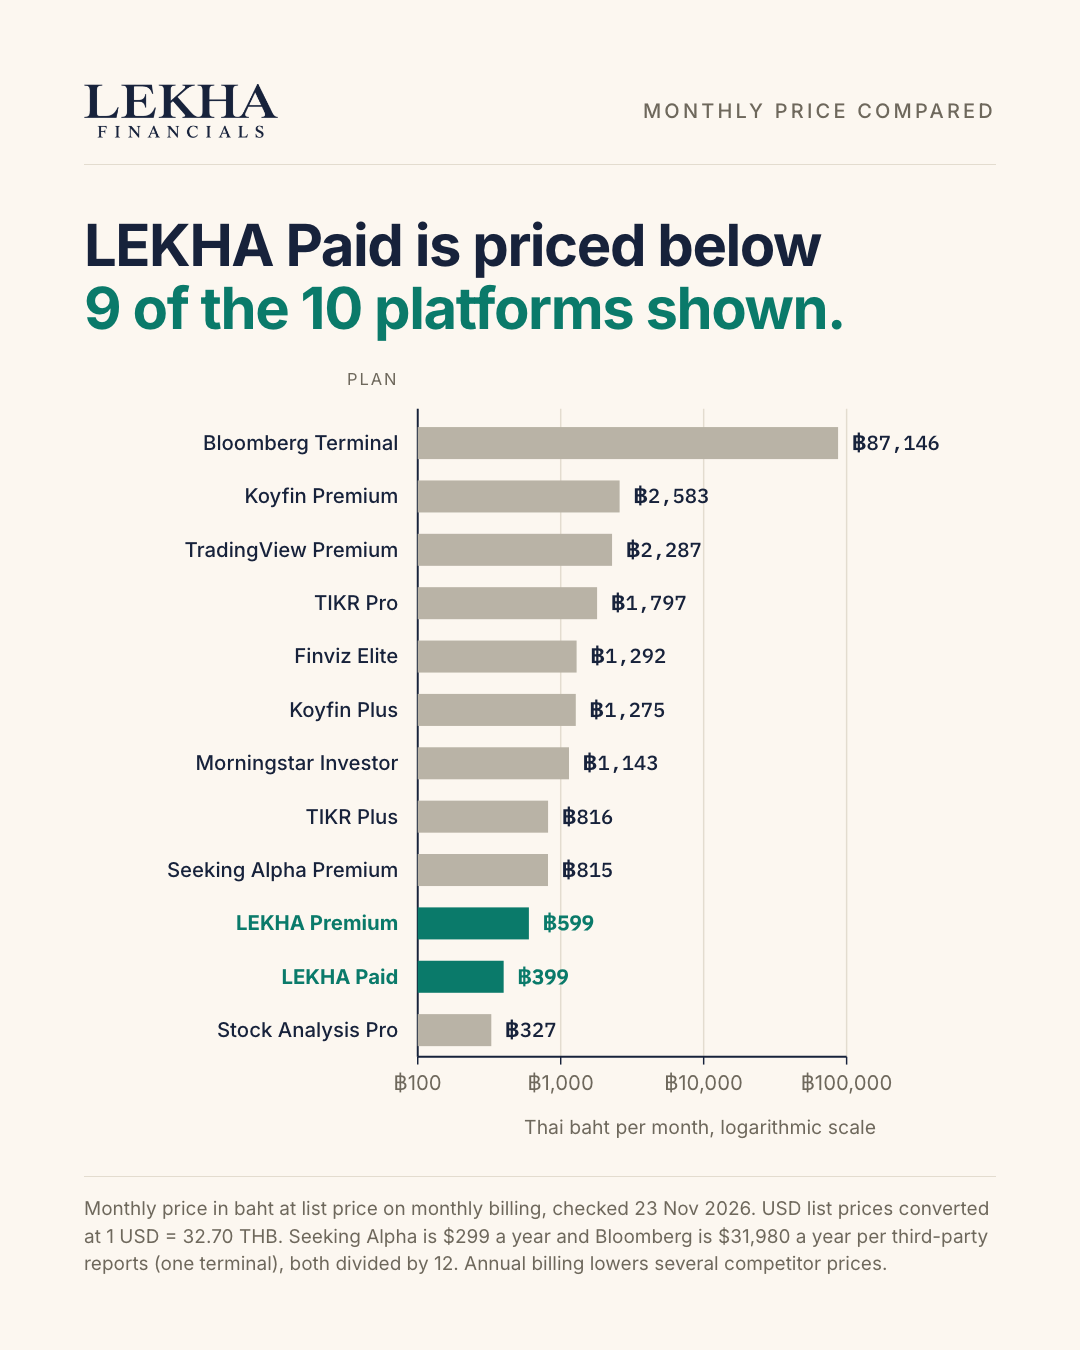 LEKHA
FINANCIALS
MONTHLY PRICE COMPARED
LEKHA Paid is priced below
9 of the 10 platforms shown.
PLAN
Bloomberg Terminal ฿87,146
Koyfin Premium ฿2,583
TradingView Premium ฿2,287
TIKR Pro ฿1,797
Finviz Elite ฿1,292
Koyfin Plus ฿1,275
Morningstar Investor ฿1,143
TIKR Plus ฿816
Seeking Alpha Premium ฿815
LEKHA Premium ฿599
LEKHA Paid ฿399
Stock Analysis Pro ฿327
฿100 ฿1,000 ฿10,000 ฿100,000
Thai baht per month, logarithmic scale
Monthly price in baht at list price on monthly billing, checked 23 Nov 2026. USD list prices converted
at 1 USD = 32.70 THB. Seeking Alpha is $299 a year and Bloomberg is $31,980 a year per third-party
reports (one terminal), both divided by 12. Annual billing lowers several competitor prices.